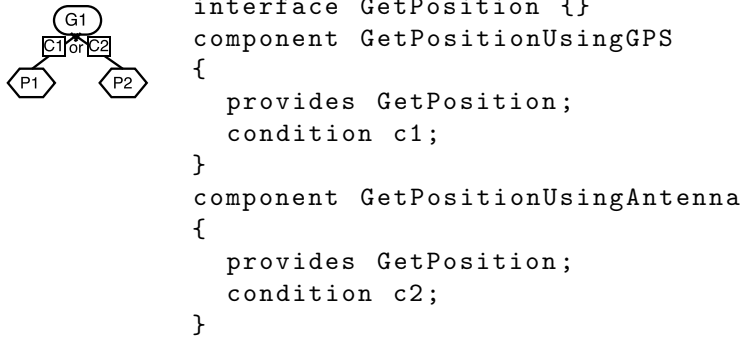 G1
C1 or C2
P1 P2
interface GetPosition {}
component GetPositionUsingGPS
{
provides GetPosition;
condition c1;
}
component GetPositionUsingAntenna
{
provides GetPosition;
condition c2;
}